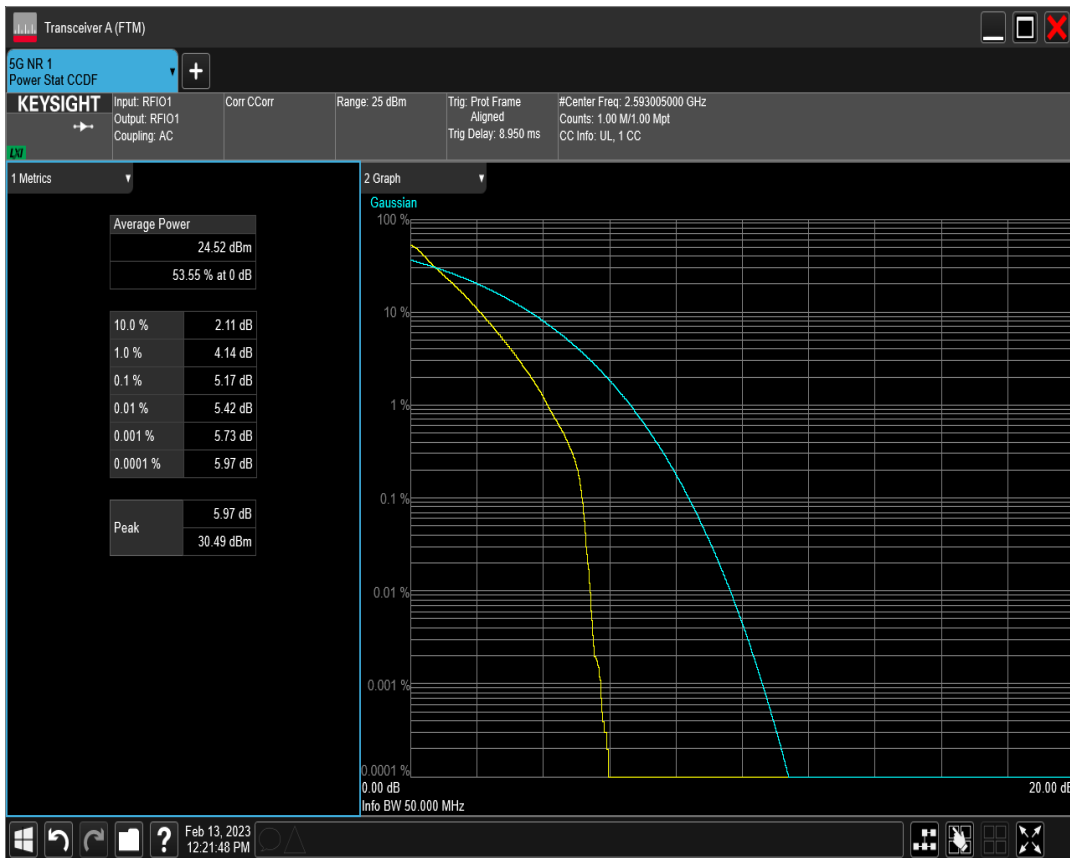 Transceiver A (FTM)
5G NR 1
Power Stat CCDF
KEYSIGHT
LXI
Input: RFIO1
Output: RFIO1
Coupling: AC
Corr CCorr
Range: 25 dBm
Trig: Prot Frame
Aligned
Trig Delay: 8.950 ms
#Center Freq: 2.593005000 GHz
Counts: 1.00 M/1.00 Mpt
CC Info: UL, 1 CC
1 Metrics
Average Power
24.52 dBm
53.55 % at 0 dB
10.0 % 2.11 dB
1.0 % 4.14 dB
0.1 % 5.17 dB
0.01 % 5.42 dB
0.001 % 5.73 dB
0.0001 % 5.97 dB
Peak
5.97 dB
30.49 dBm
2 Graph
Gaussian
100 %
10 %
1 %
0.1 %
0.01 %
0.001 %
0.0001 %
0.00 dB
20.00 dB
Info BW 50.000 MHz
Feb 13, 2023
12:21:48 PM